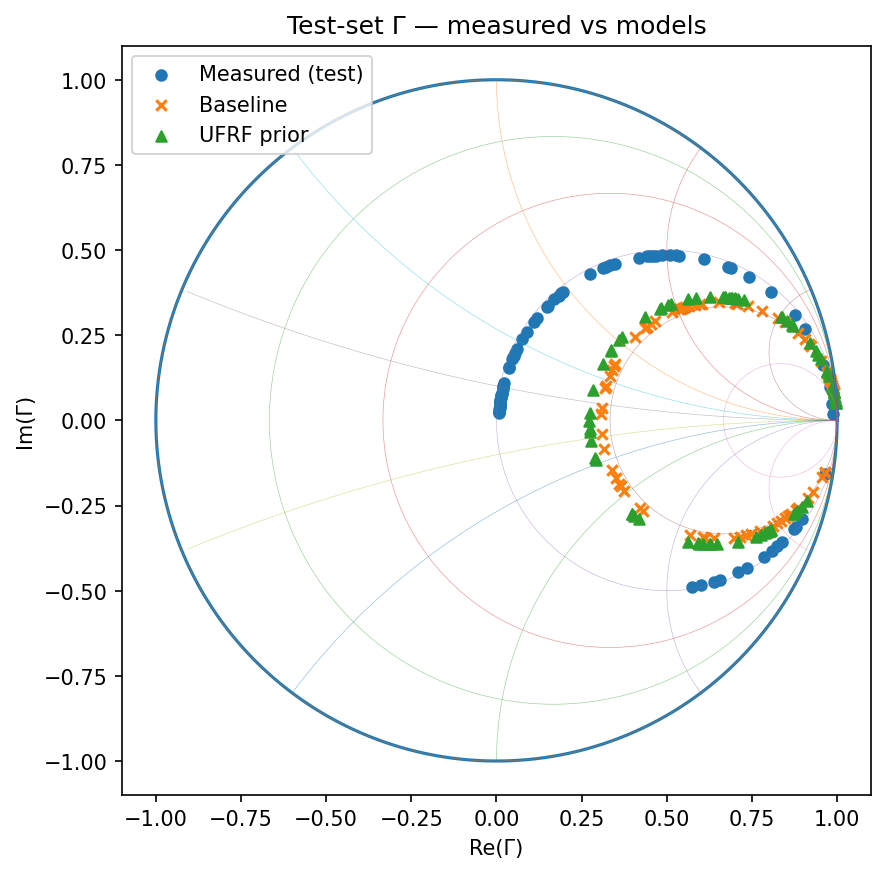 Test-set Γ — measured vs models
Measured (test)
Baseline
UFRF prior
1.00
0.75
0.50
0.25
0.00
−0.25
−0.50
−0.75
−1.00
Im(Γ)
−1.00 −0.75 −0.50 −0.25 0.00 0.25 0.50 0.75 1.00
Re(Γ)